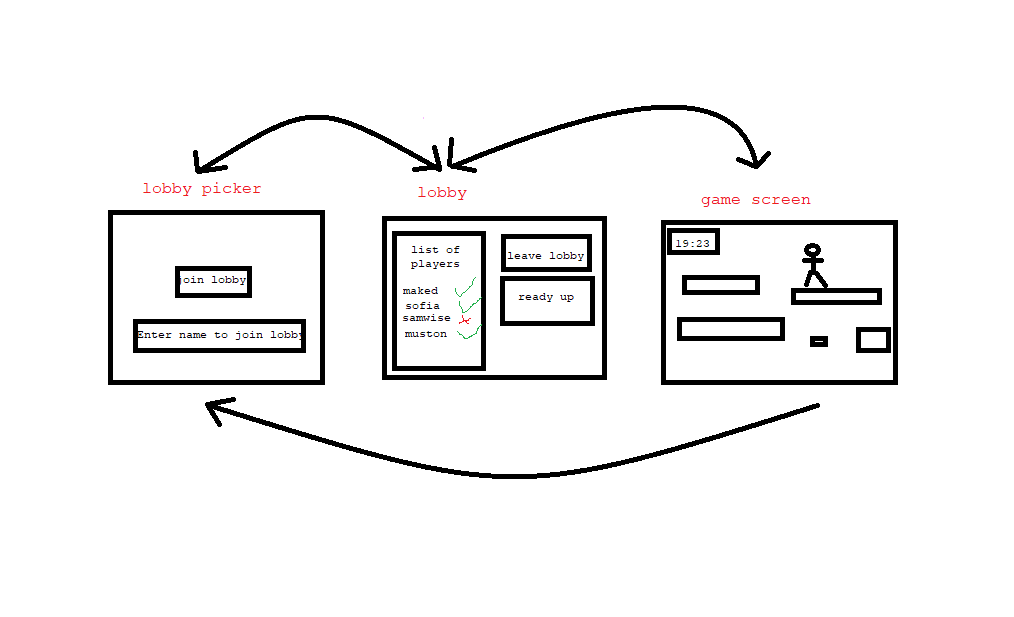 lobby picker
join lobby
Enter name to join lobby
lobby
list of
players
maked
sofia
samwise
muston
leave lobby
ready up
game screen
19:23